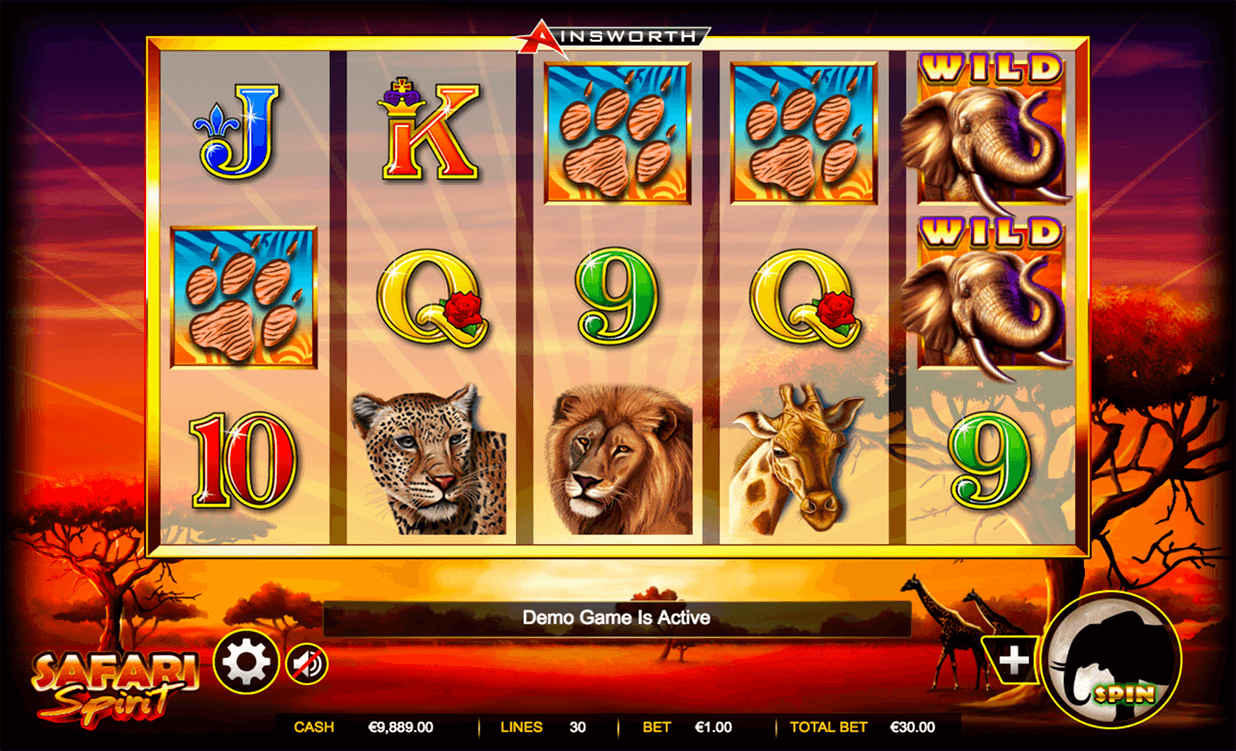 AINSWORTH
WILD
J K
WILD
Q 9 Q
10 9
Demo Game Is Active
SAFARI
Spirit
SPIN
CASH €9,889.00 LINES 30 BET €1.00 TOTAL BET €30.00